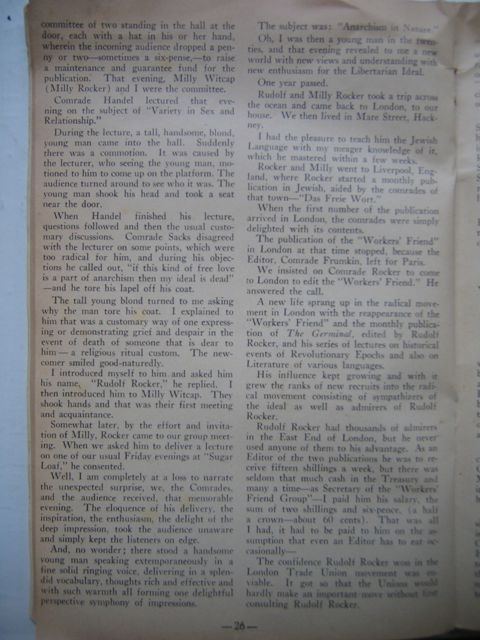 committee of two standing in the hall at the
door, each with a hat in his or her hand,
wherein the incoming audience dropped a pen-
ny or two—sometimes a six-pense,—to raise
a maintenance and guarantee fund for the
publication. That evening, Milly Witcap
(Milly Rocker) and I were the committee.
Comrade Handel lectured that eve-
ning on the subject of "Variety in Sex and
Relationship."
During the lecture, a tall, handsome, blond,
young man came into the hall. Suddenly
there was a commotion. It was caused by
the lecturer, who seeing the young man, mo-
tioned to him to come up on the platform. The
audience turned around to see who it was. The
young man shook his head and took a seat
near the door.
When Handel finished his lecture,
questions followed and then the usual custo-
mary discussions. Comrade Sacks disagreed
with the lecturer on some points, which were
too radical for him, and during his objec-
tions he called out, "if this kind of free love
is a part of anarchism then my ideal is dead"
—and he tore his lapel off his coat.
The tall young blond turned to me asking
why the man tore his coat. I explained to
him that was a customary way of one express-
ing or demonstrating grief and despair in the
event of death of someone that is dear to
him—a religious ritual custom. The new-
comer smiled good-naturedly.
I introduced myself to him and asked him
his name, "Rudolf Rocker," he replied. I
then introduced him to Milly Witcap. They
shook hands and that was their first meeting
and acquaintance.
Somewhat later, by the effort and invita-
tion of Milly, Rocker came to our group meet-
ing. When we asked him to deliver a lecture
on one of our usual Friday evenings at "Sugar
Loaf," he consented.
Well, I am completely at a loss to narrate
the unexpected surprise, we, the Comrades,
and the audience received, that memorable
evening. The eloquence of his delivery, the
inspiration, the enthusiasm, the delight of the
deep impression, took the audience unaware
and simply kept the listeners on edge.
And, no wonder; there stood a handsome
young man speaking extemporaneously in a
fine solid ringing voice, delivering in a splen-
did vocabulary, thoughts rich and effective and
with such warmth all forming one delightful
perspective symphony of impressions.
The subject was: "Anarchism in Nature."
Oh, I was then a young man in the twen-
ties, and that evening revealed to me a new
world with new views and understanding with
new enthusiasm for the Libertarian Ideal.
One year passed.
Rudolf and Milly Rocker took a trip across
the ocean and came back to London, to our
house. We then lived in Mare Street, Hack-
ney.
I had the pleasure to teach him the Jewish
Language with my meager knowledge of it,
which he mastered within a few weeks.
Rocker and Milly went to Liverpool, Eng-
land, where Rocker started a monthly pub-
lication in Jewish, aided by the comrades of
that town—"Das Freie Wort."
When the first number of the publication
arrived in London, the comrades were simply
delighted with its contents.
The publication of the "Workers' Friend"
in London at that time stopped, because the
Editor, Comrade Frumkin, left for Paris.
We insisted on Comrade Rocker to come
to London to edit the "Workers' Friend." He
answered the call.
A new life sprang up in the radical move-
ment in London with the reappearance of the
"Workers' Friend" and the monthly publica-
tion of The Germinal, edited by Rudolf
Rocker, and his series of lectures on historical
events of Revolutionary Epochs and also on
Literature of various languages.
His influence kept growing and with it
grew the ranks of new recruits into the radi-
cal movement consisting of sympathizers of
the ideal as well as admirers of Rudolf
Rocker.
Rudolf Rocker had thousands of admirers
in the East End of London, but he never
used anyone of them to his advantage. As an
Editor of the two publications he was to re-
ceive fifteen shillings a week, but there was
seldom that much cash in the Treasury and
many a time—as Secretary of the "Workers'
Friend Group"—I paid him his salary, the
sum of two shillings and six-pence. (a half
a crown—about 60 cents). That was all
I had, it had to be paid to him on the as-
sumption that even an Editor has to eat oc-
casionally—
The confidence Rudolf Rocker won in the
London Trade Union movement was en-
viable. It got so that the Unions would
hardly make an important move without first
consulting Rudolf Rocker.
—26—